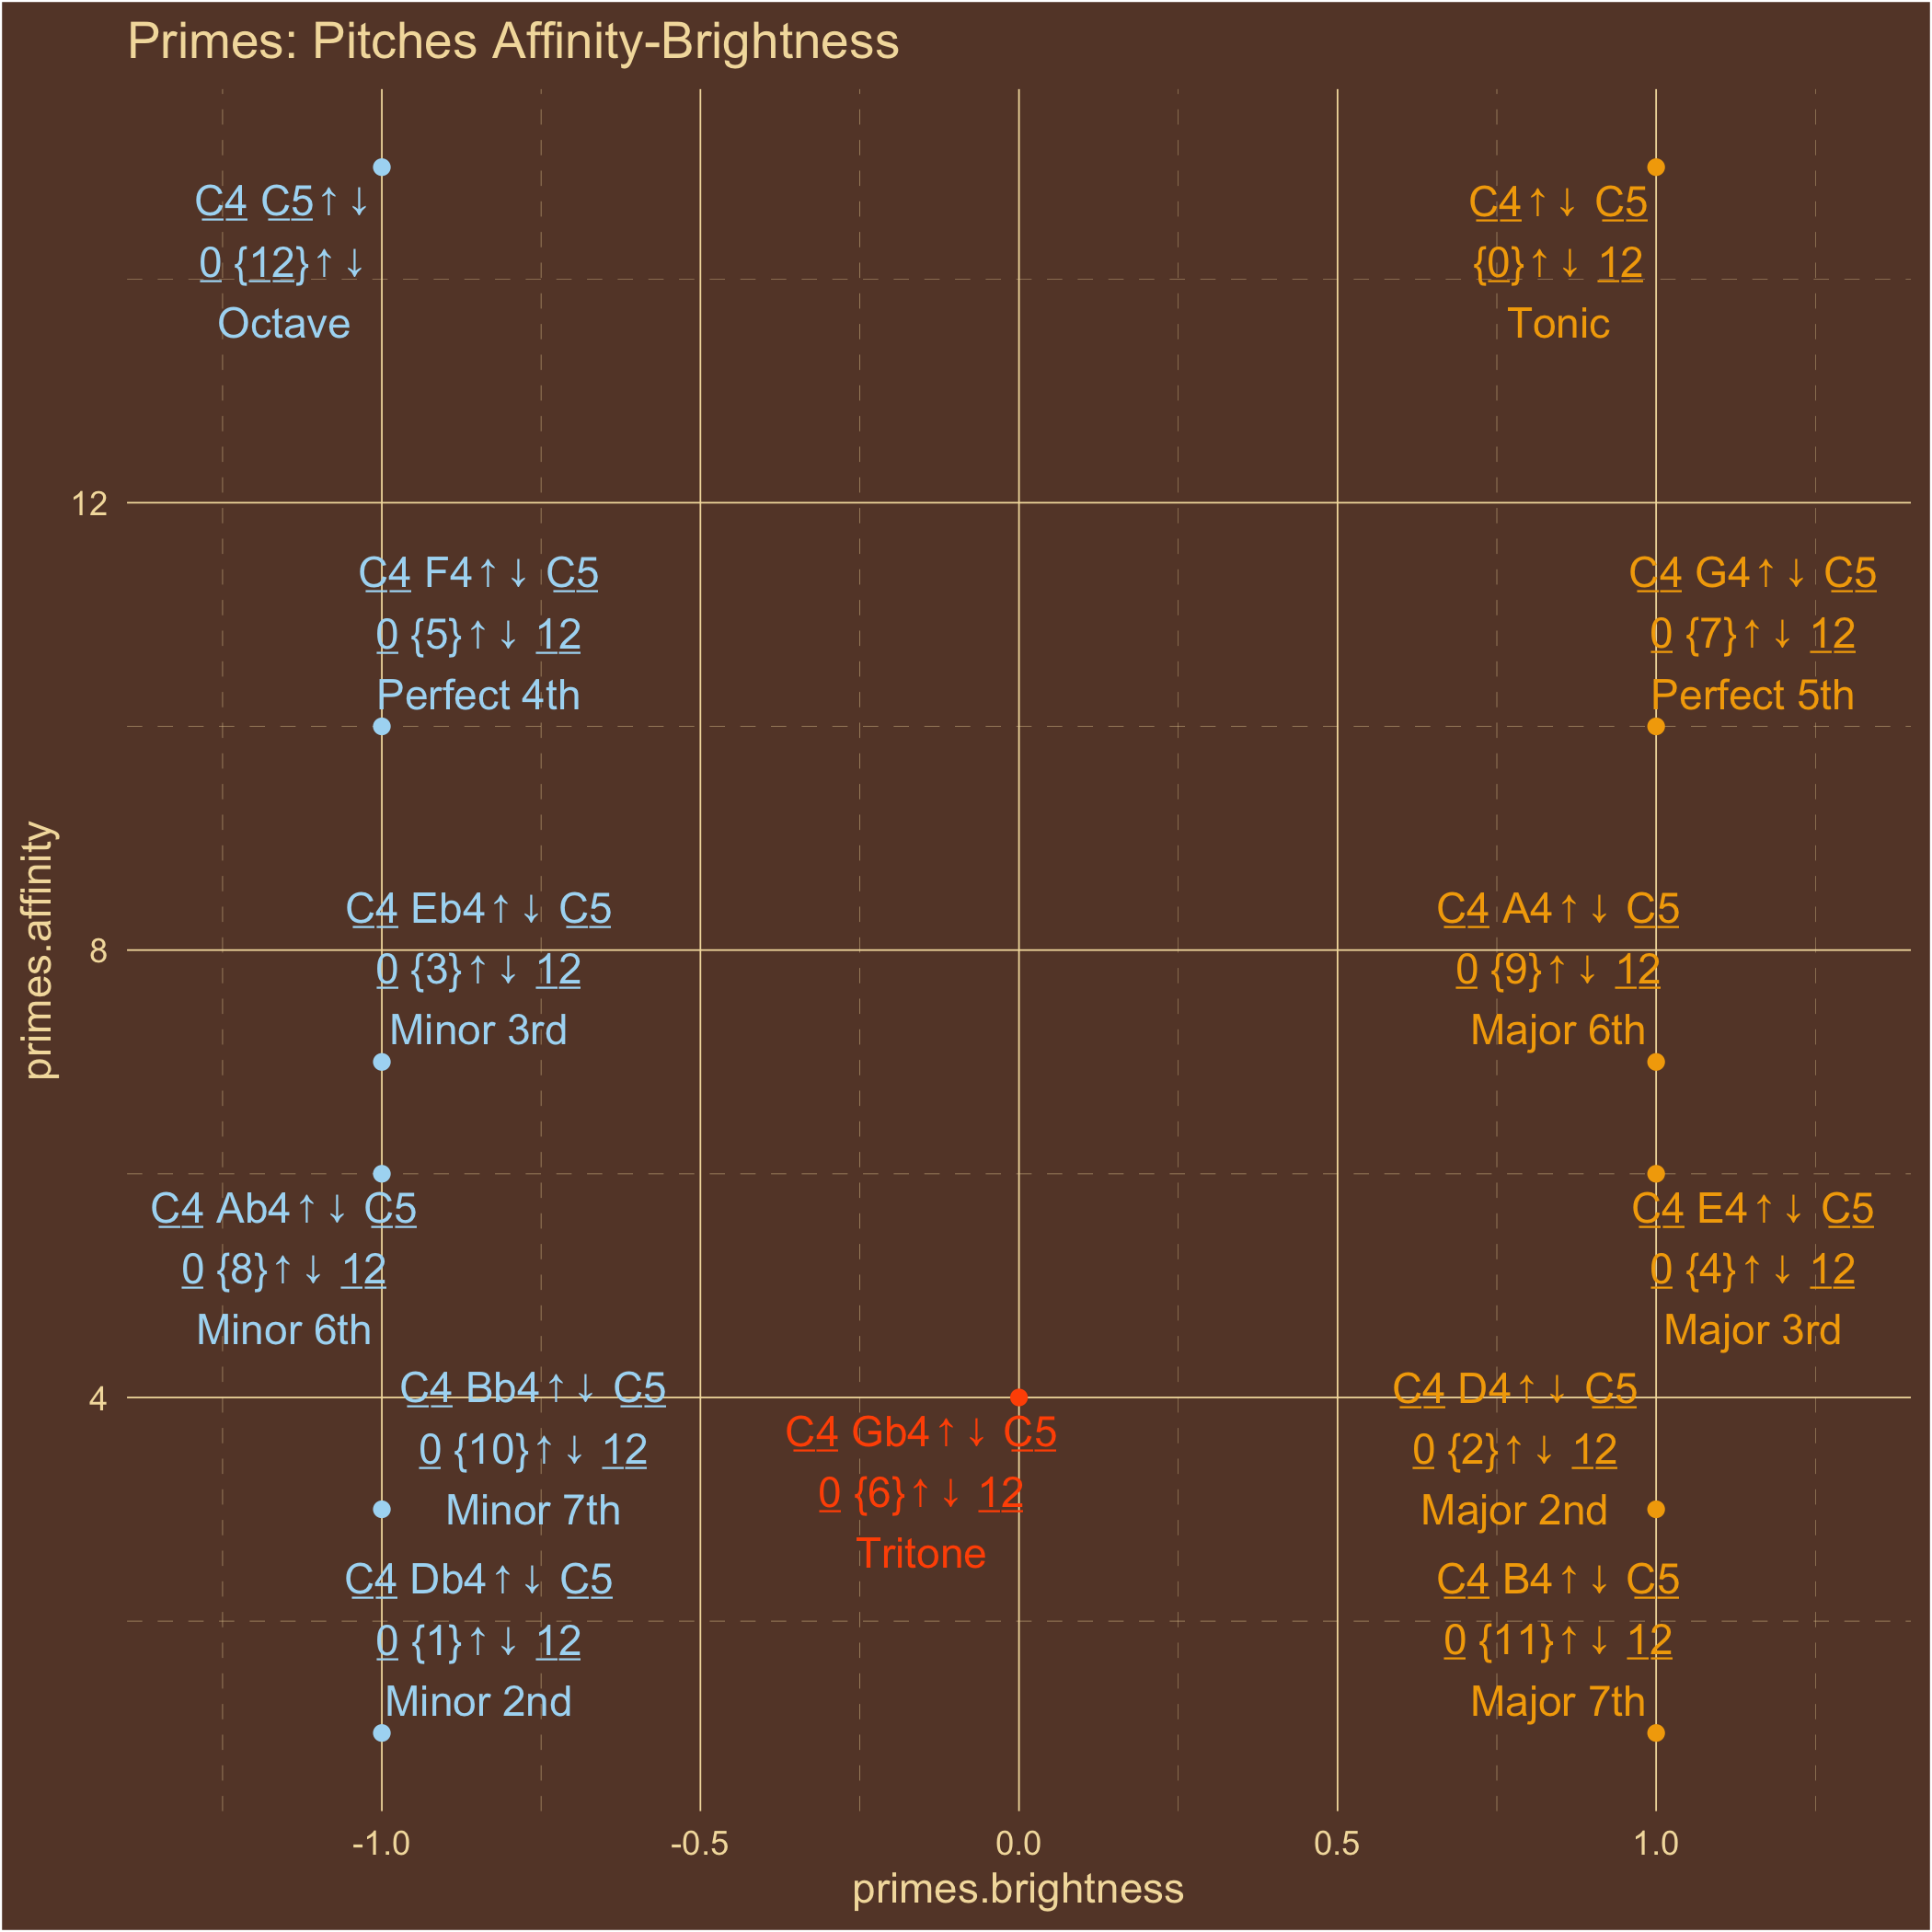 Primes: Pitches Affinity-Brightness
C4 C5↑↓
0 {12}↑↓
Octave
C4↑↓ C5
{0}↑↓ 12
Tonic
12
C4 F4↑↓ C5
0 {5}↑↓ 12
Perfect 4th
C4 G4↑↓ C5
0 {7}↑↓ 12
Perfect 5th
primes.affinity
8
C4 Eb4↑↓ C5
0 {3}↑↓ 12
Minor 3rd
C4 A4↑↓ C5
0 {9}↑↓ 12
Major 6th
C4 Ab4↑↓ C5
0 {8}↑↓ 12
Minor 6th
C4 E4↑↓ C5
0 {4}↑↓ 12
Major 3rd
4
C4 Bb4↑↓ C5
0 {10}↑↓ 12
Minor 7th
C4 Gb4↑↓ C5
0 {6}↑↓ 12
Tritone
C4 D4↑↓ C5
0 {2}↑↓ 12
Major 2nd
C4 Db4↑↓ C5
0 {1}↑↓ 12
Minor 2nd
C4 B4↑↓ C5
0 {11}↑↓ 12
Major 7th
-1.0 -0.5 0.0 0.5 1.0
primes.brightness